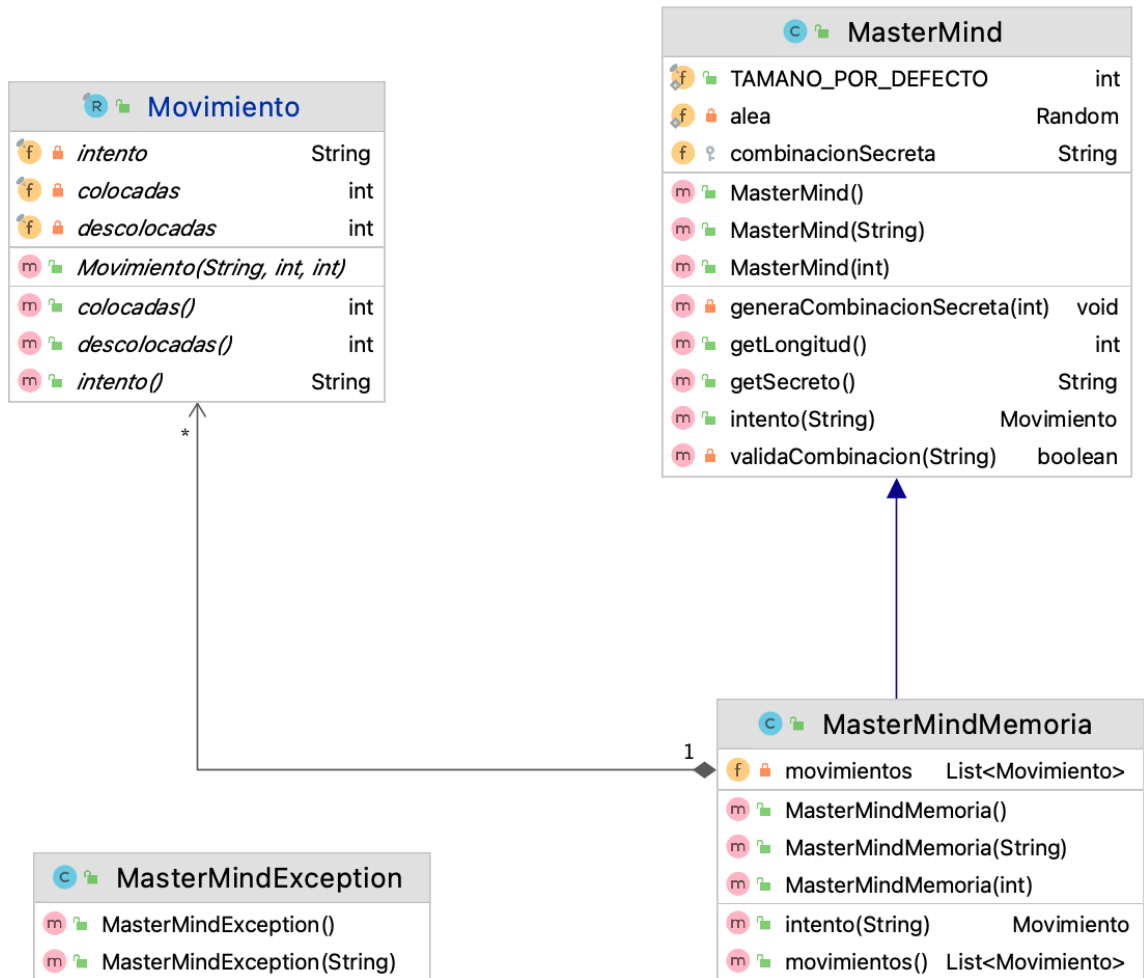 Movimiento
intento String
colocadas int
descolocadas int
Movimiento(String, int, int)
colocadas() int
descolocadas() int
intento() String
*
MasterMind
TAMANO_POR_DEFECTO int
alea Random
combinacionSecreta String
MasterMind()
MasterMind(String)
MasterMind(int)
generaCombinacionSecreta(int) void
getLongitud() int
getSecreto() String
intento(String) Movimiento
validaCombinacion(String) boolean
1
MasterMindMemoria
movimientos List<Movimiento>
MasterMindMemoria()
MasterMindMemoria(String)
MasterMindMemoria(int)
intento(String) Movimiento
movimientos() List<Movimiento>
MasterMindException
MasterMindException()
MasterMindException(String)